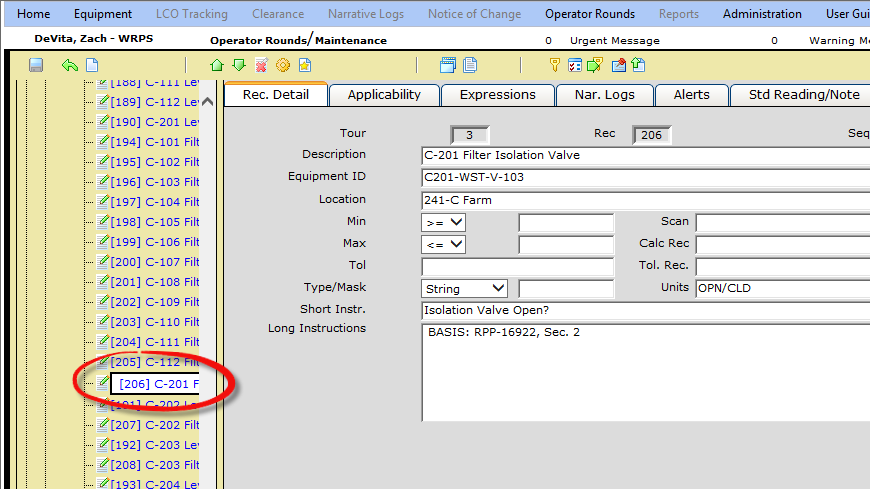 Home Equipment LCO Tracking Clearance Narrative Logs Notice of Change Operator Rounds Reports Administration User Gui
DeVita, Zach - WRPS Operator Rounds/Maintenance 0 Urgent Message 0 Warning Me
[188] C-111 Lev
[189] C-112 Lev
[190] C-201 Lev
[194] C-101 Filt
[195] C-102 Filt
[196] C-103 Filt
[197] C-104 Filt
[198] C-105 Filt
[199] C-106 Filt
[200] C-107 Filt
[201] C-108 Filt
[202] C-109 Filt
[203] C-110 Filt
[204] C-111 Filt
[205] C-112 Filt
[206] C-201 F
[191] C-202 Lev
[207] C-202 Filt
[192] C-203 Lev
[208] C-203 Filt
[193] C-204 Lev
Rec. Detail Applicability Expressions Nar. Logs Alerts Std Reading/Note
Tour 3 Rec 206 Seq
Description C-201 Filter Isolation Valve
Equipment ID C201-WST-V-103
Location 241-C Farm
Min >= Scan
Max <= Calc Rec
Tol Tol. Rec.
Type/Mask String Units OPN/CLD
Short Instr. Isolation Valve Open?
Long Instructions BASIS: RPP-16922, Sec. 2